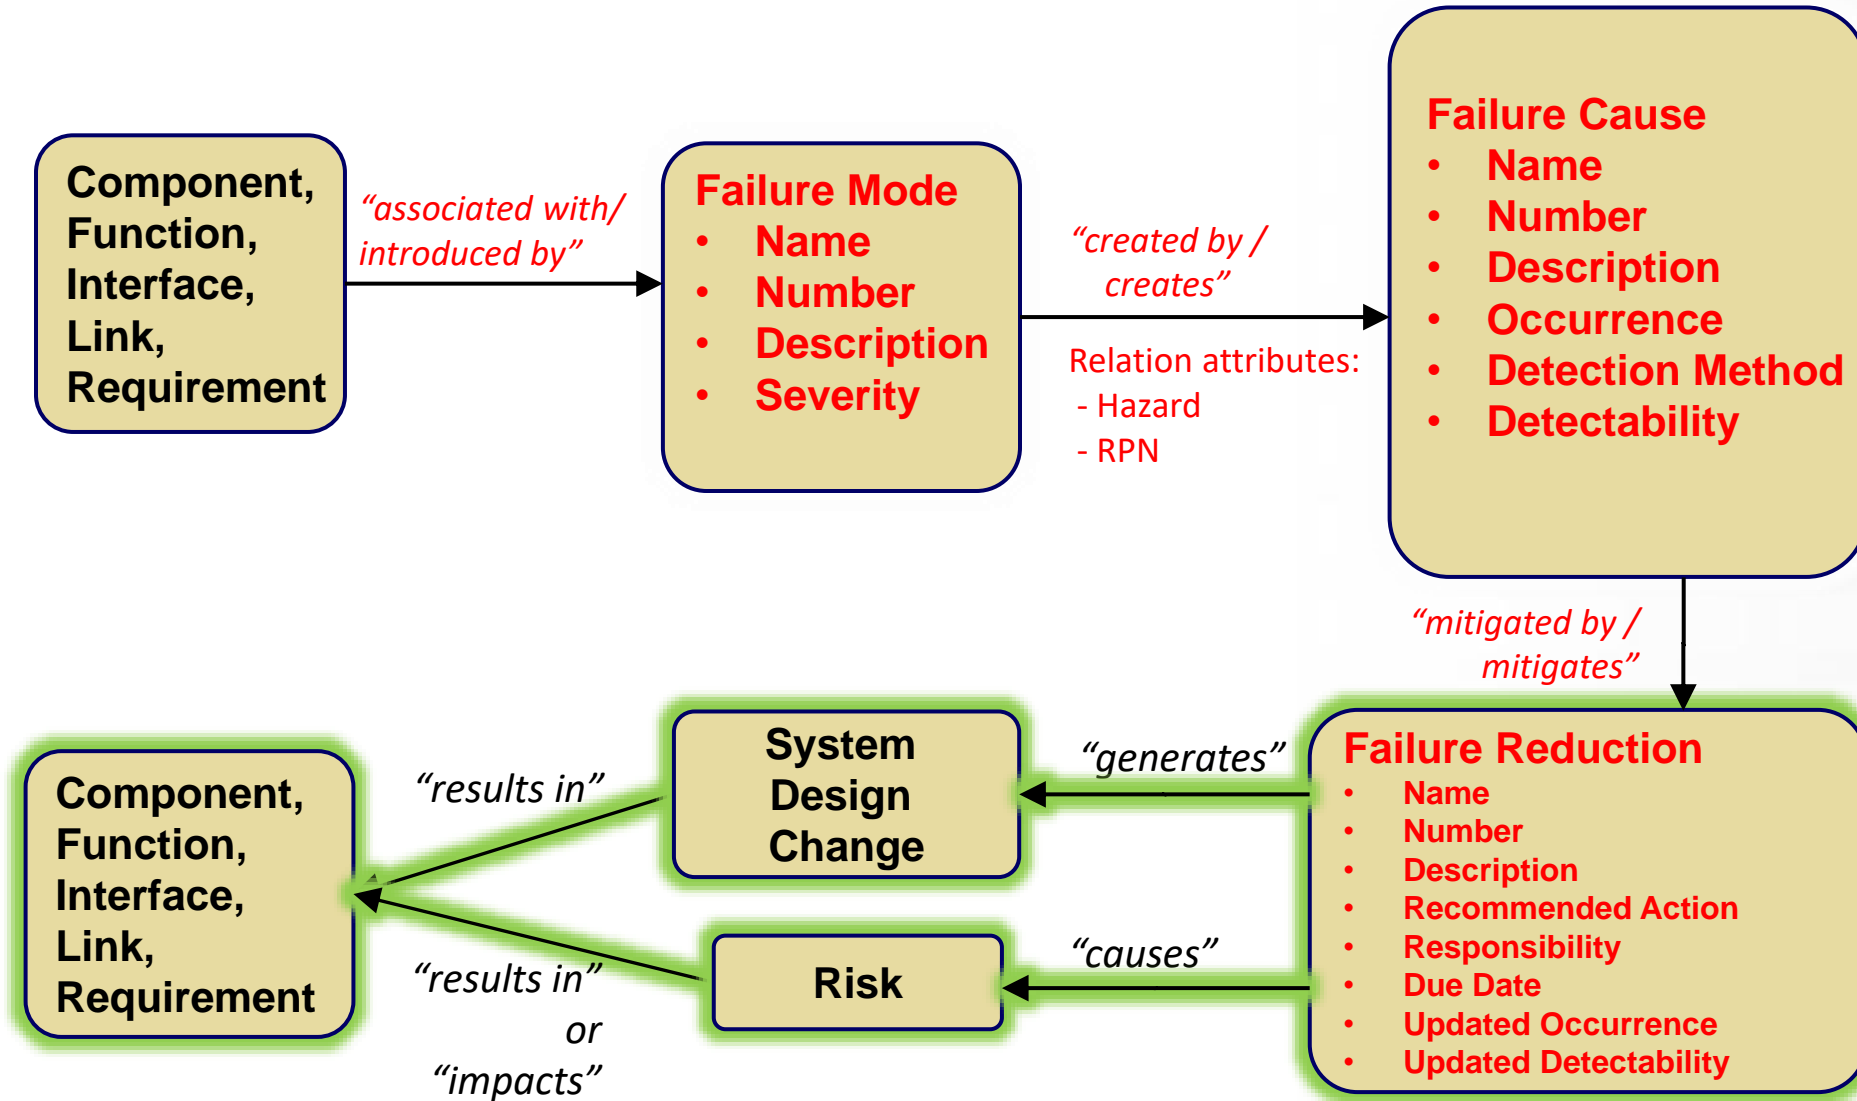 Component,
Function,
Interface,
Link,
Requirement
“associated with/
introduced by”
Failure Mode
• Name
• Number
• Description
• Severity
“created by /
creates”
Relation attributes:
- Hazard
- RPN
Failure Cause
• Name
• Number
• Description
• Occurrence
• Detection Method
• Detectability
“mitigated by /
mitigates”
Failure Reduction
• Name
• Number
• Description
• Recommended Action
• Responsibility
• Due Date
• Updated Occurrence
• Updated Detectability
“generates”
System
Design
Change
“causes”
Risk
“results in”
“results in”
or
“impacts”
Component,
Function,
Interface,
Link,
Requirement